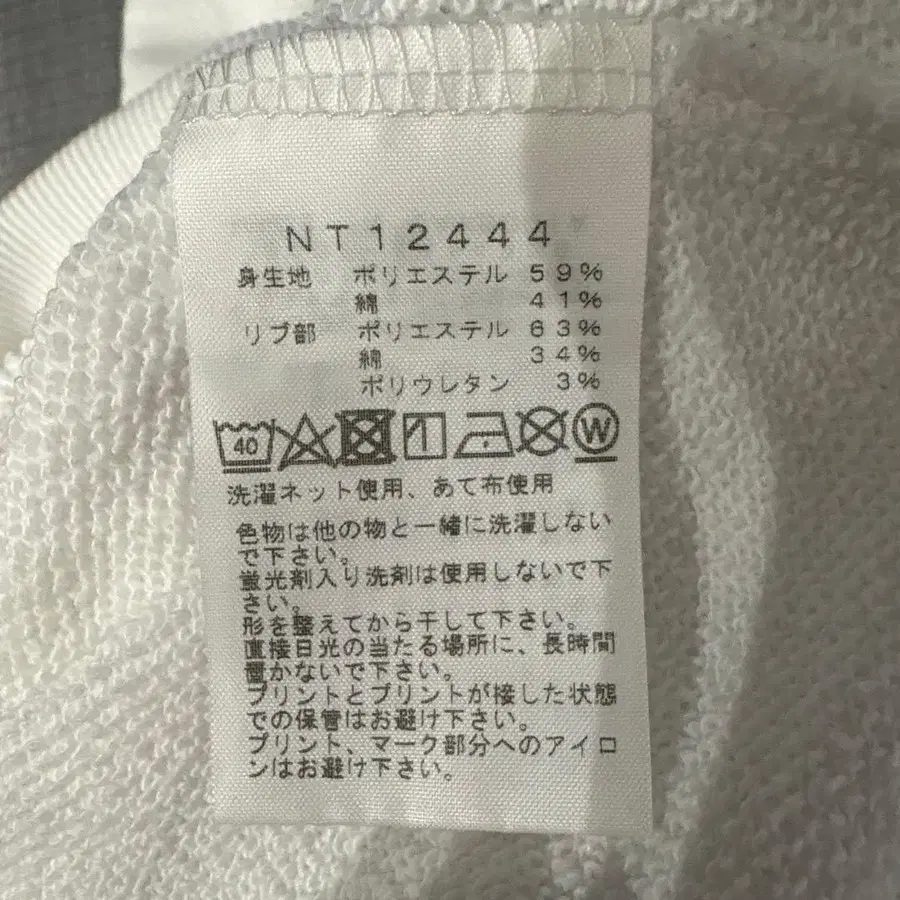 NT12444
身生地 ポリエステル 59%
綿 41%
リブ部 ポリエステル 63%
綿 34%
ポリウレタン 3%
40 W
洗濯ネット使用、あて布使用
色物は他の物と一緒に洗濯しない
で下さい。
蛍光剤入り洗剤は使用しないで下
さい。
形を整えてから干して下さい。
直接日光の当たる場所に、長時間
置かないで下さい。
プリントとプリントが接した状態
での保管はお避け下さい。
プリント、マーク部分へのアイロ
ンはお避け下さい。